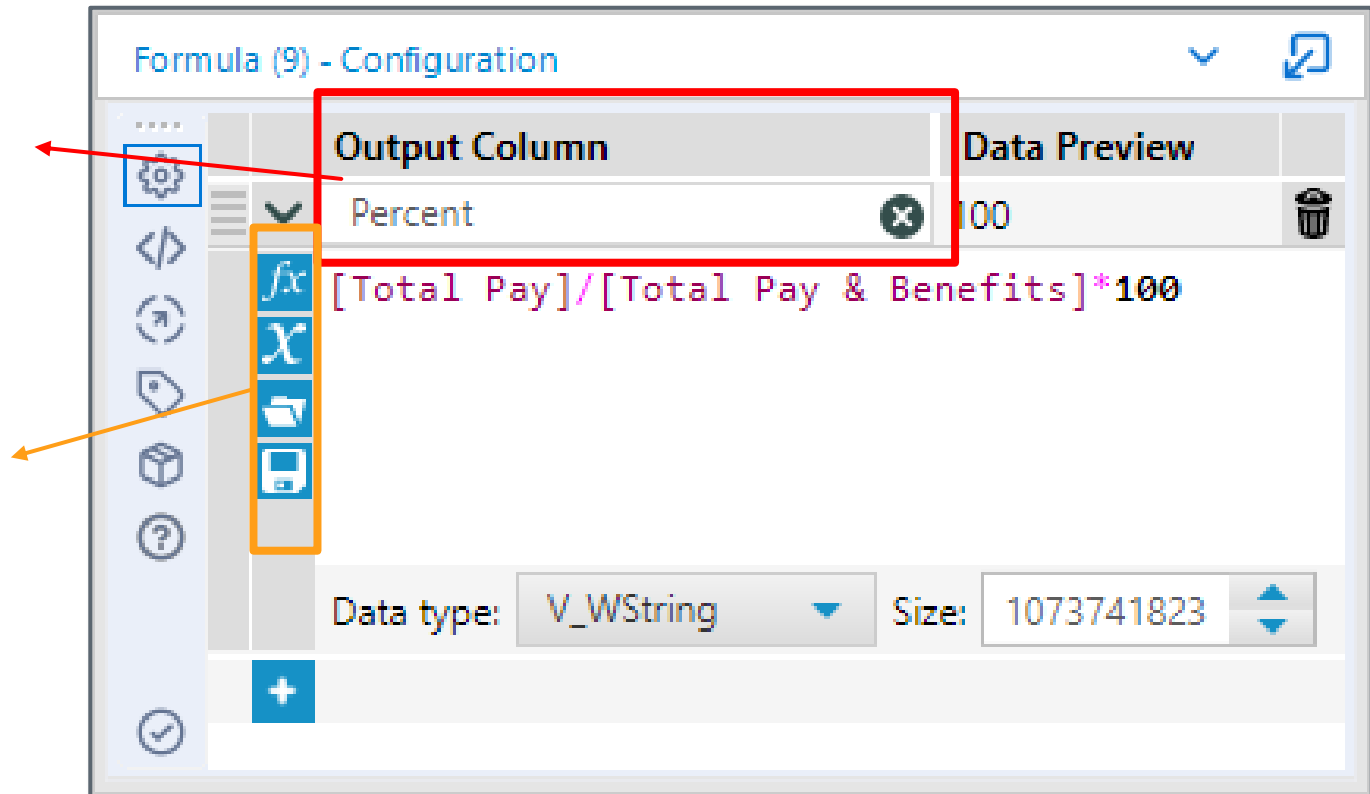 Formula (9) - Configuration
Output Column Data Preview
Percent 100
fx [Total Pay]/[Total Pay & Benefits]*100
X
Data type: V_WString Size: 1073741823